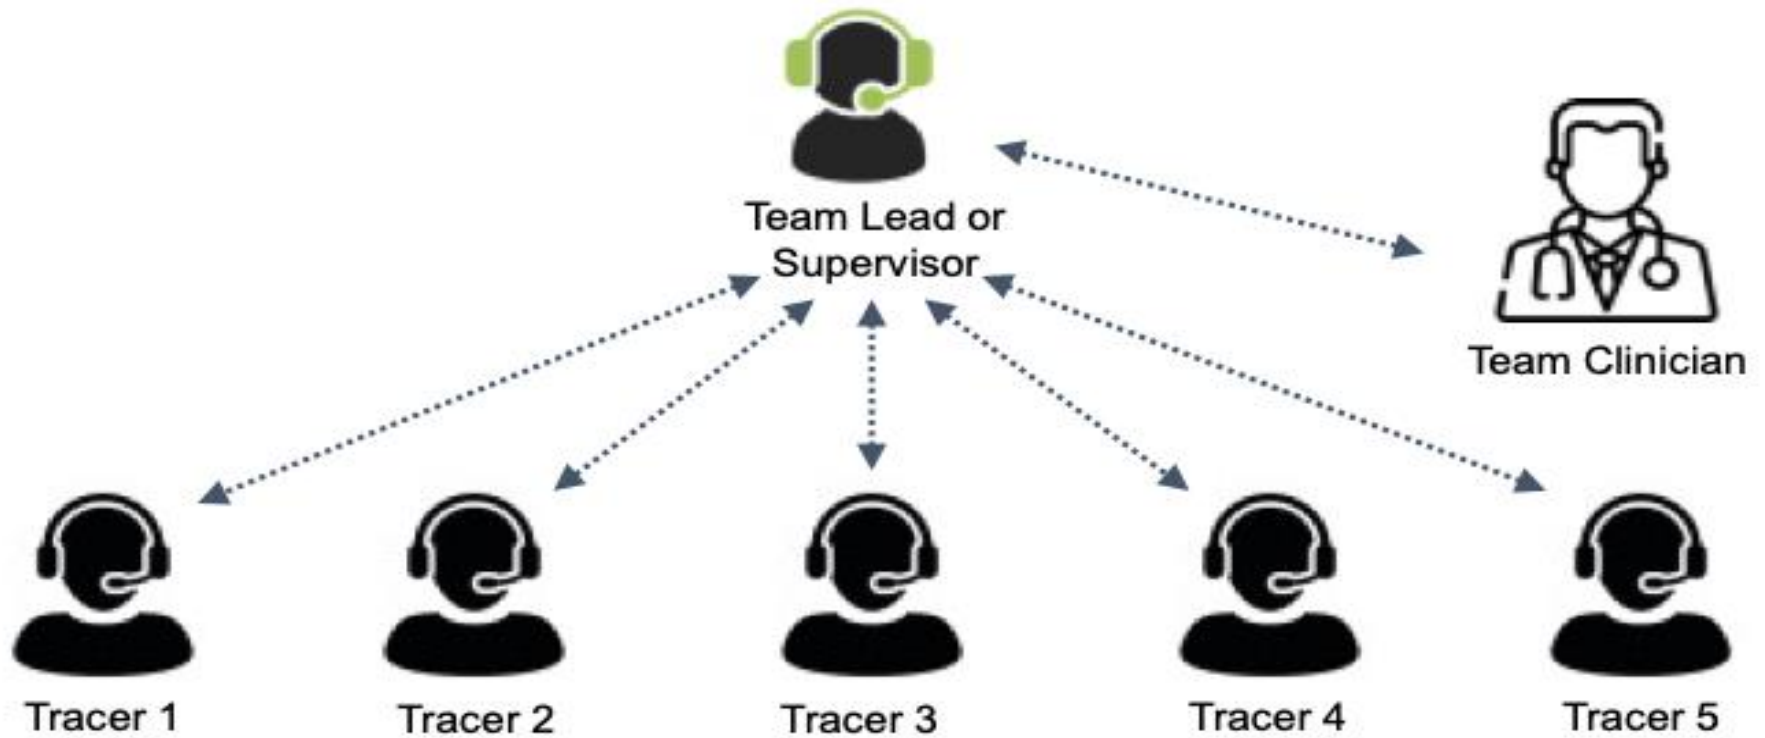 Team Lead or
Supervisor
Team Clinician
Tracer 1
Tracer 2
Tracer 3
Tracer 4
Tracer 5